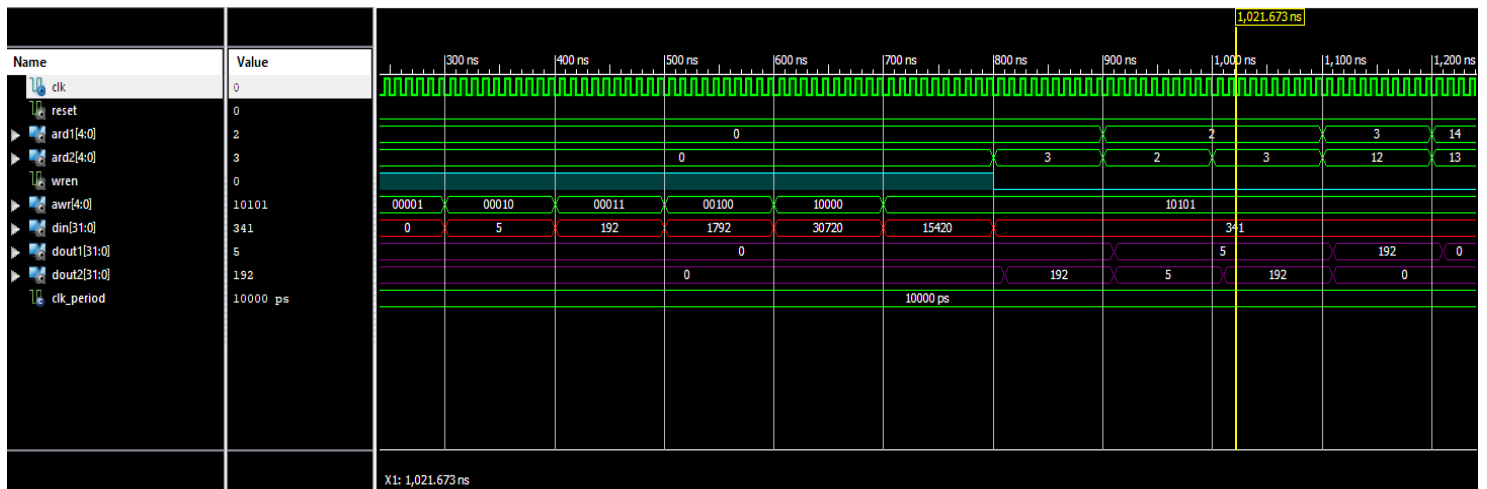 1,021.673 ns
Name Value 300 ns 400 ns 500 ns 600 ns 700 ns 800 ns 900 ns 1,000 ns 1,100 ns 1,200 ns
clk 0
reset 0
ard1[4:0] 2 0 2 3 14
ard2[4:0] 3 0 3 2 3 12 13
wren 0
awr[4:0] 10101 00001 00010 00011 00100 10000 10101
din[31:0] 341 0 5 192 1792 30720 15420 341
dout1[31:0] 5 0 5 192 0
dout2[31:0] 192 0 192 5 192 0
clk_period 10000 ps 10000 ps
X1: 1,021.673 ns